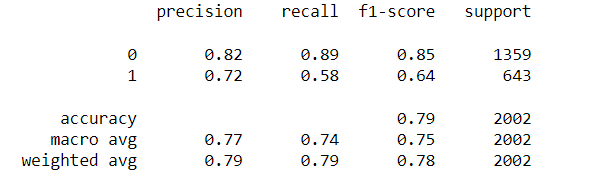 precision recall f1-score support
0 0.82 0.89 0.85 1359
1 0.72 0.58 0.64 643
accuracy 0.79 2002
macro avg 0.77 0.74 0.75 2002
weighted avg 0.79 0.79 0.78 2002